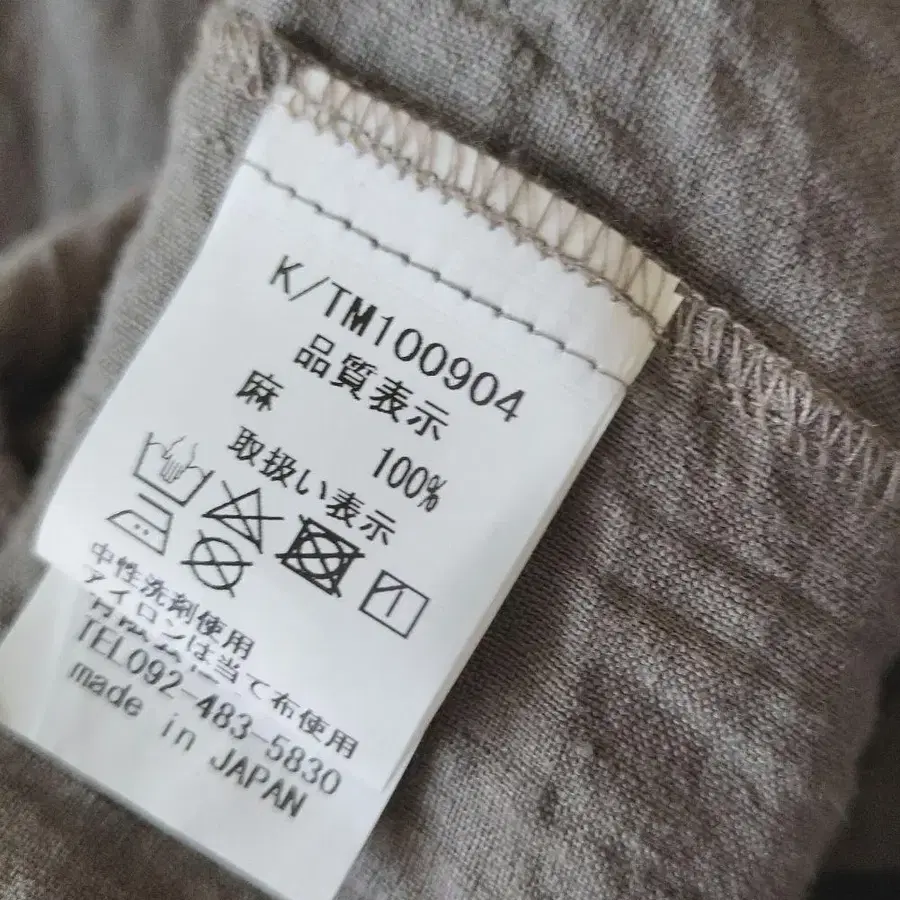 K/TM100904
品質表示
麻 100%
取扱い表示
中性洗剤使用
アイロンは当て布使用
TEL092-483-5830
made in JAPAN